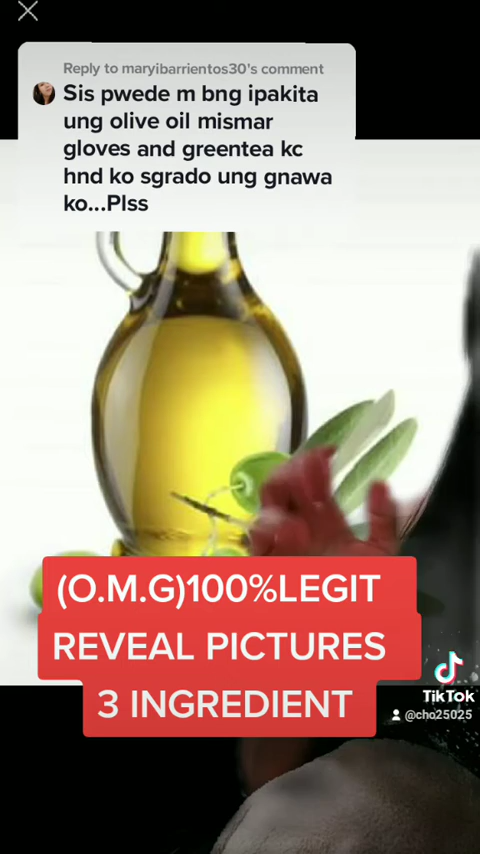 Reply to maryibarrientos30's comment
Sis pwede m bng ipakita
ung olive oil mismar
gloves and greentea kc
hnd ko sgrado ung gnawa
ko...Plss
(O.M.G)100%LEGIT
REVEAL PICTURES
3 INGREDIENT
TikTok
@cho25025